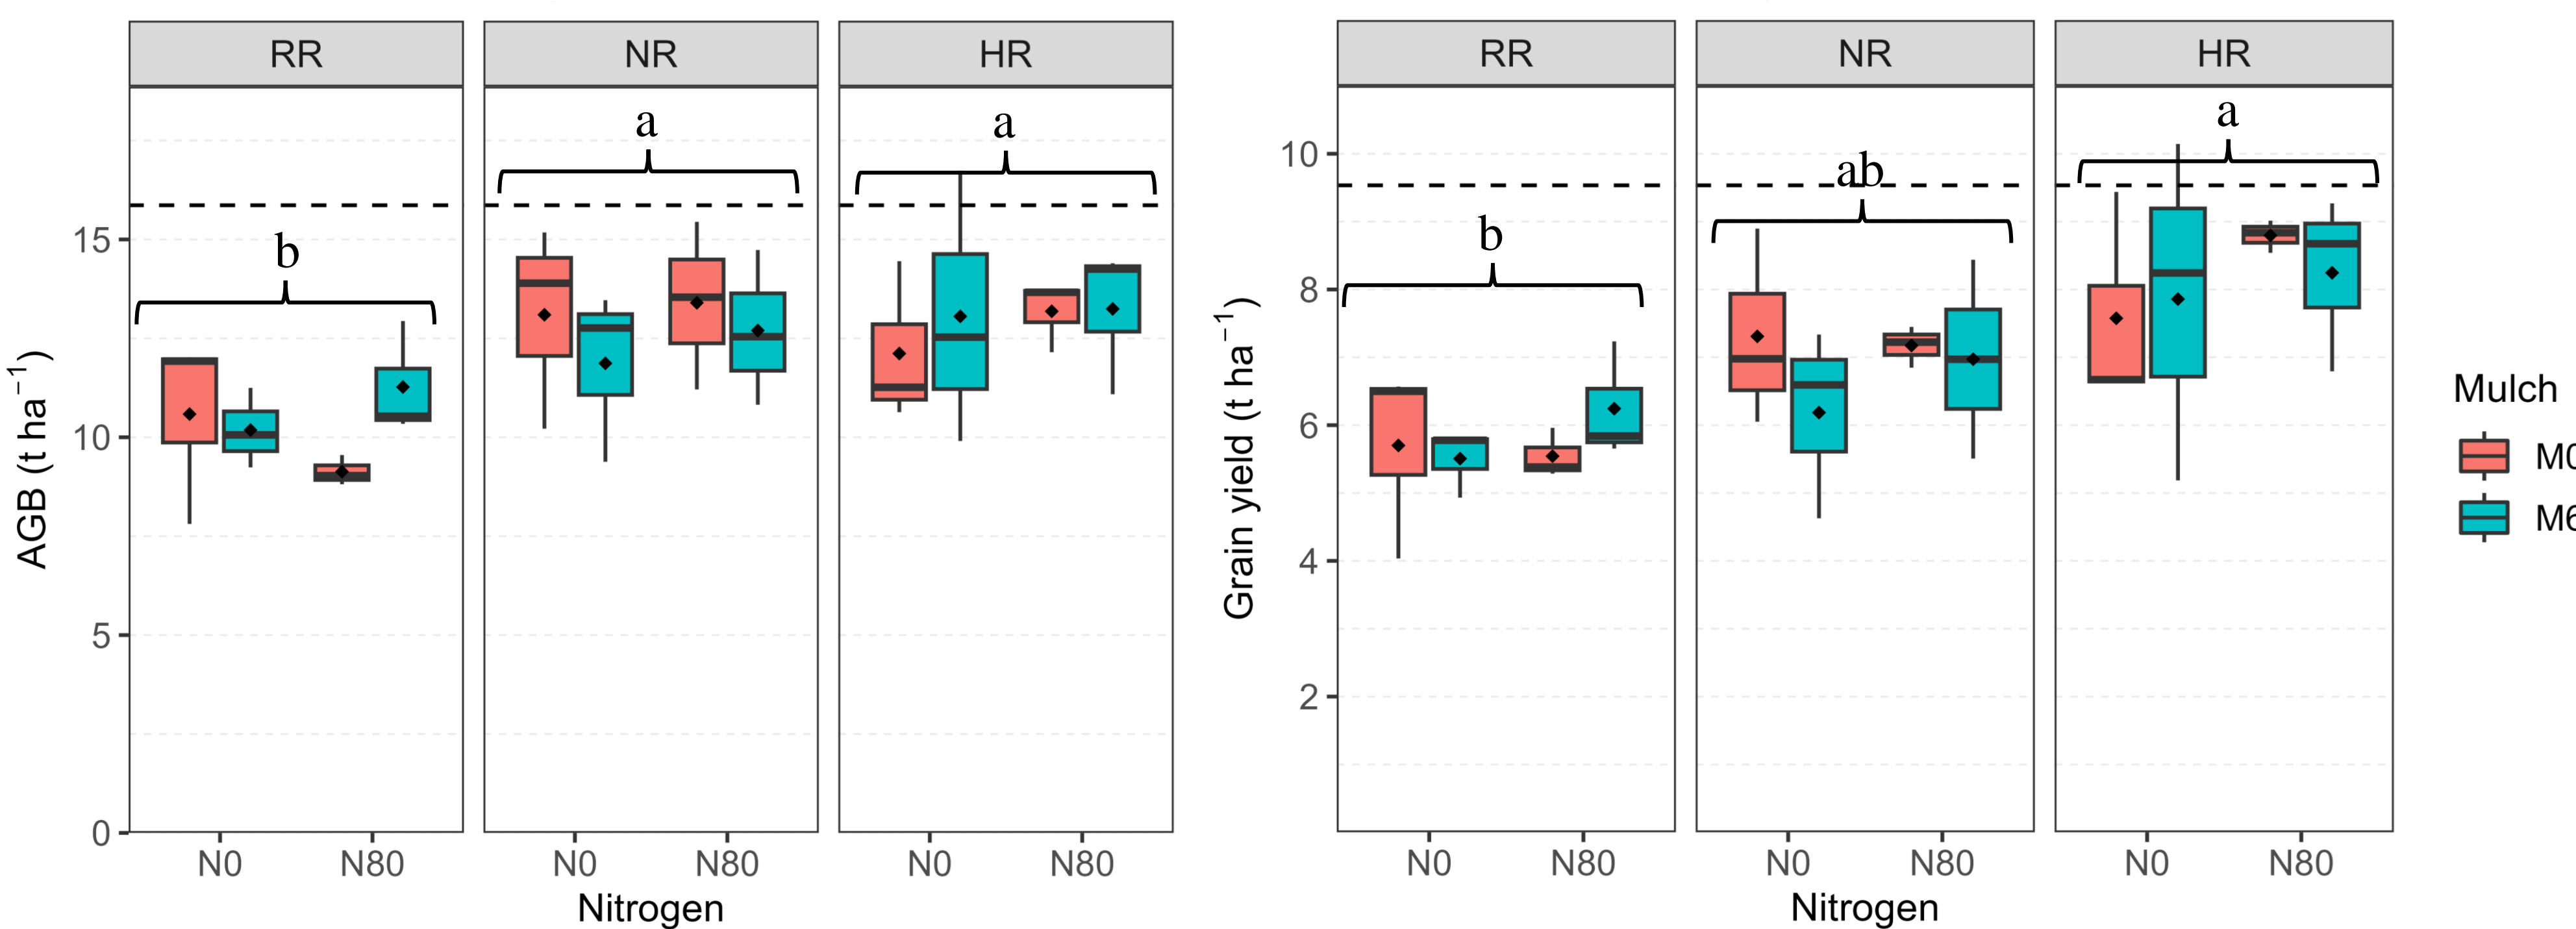 RR NR HR
a a
b
15
10
5
0
AGB (t ha⁻¹)
N0 N80 N0 N80 N0 N80
Nitrogen
RR NR HR
a
ab
b
10
8
6
4
2
Grain yield (t ha⁻¹)
N0 N80 N0 N80 N0 N80
Nitrogen
Mulch
M0
M6